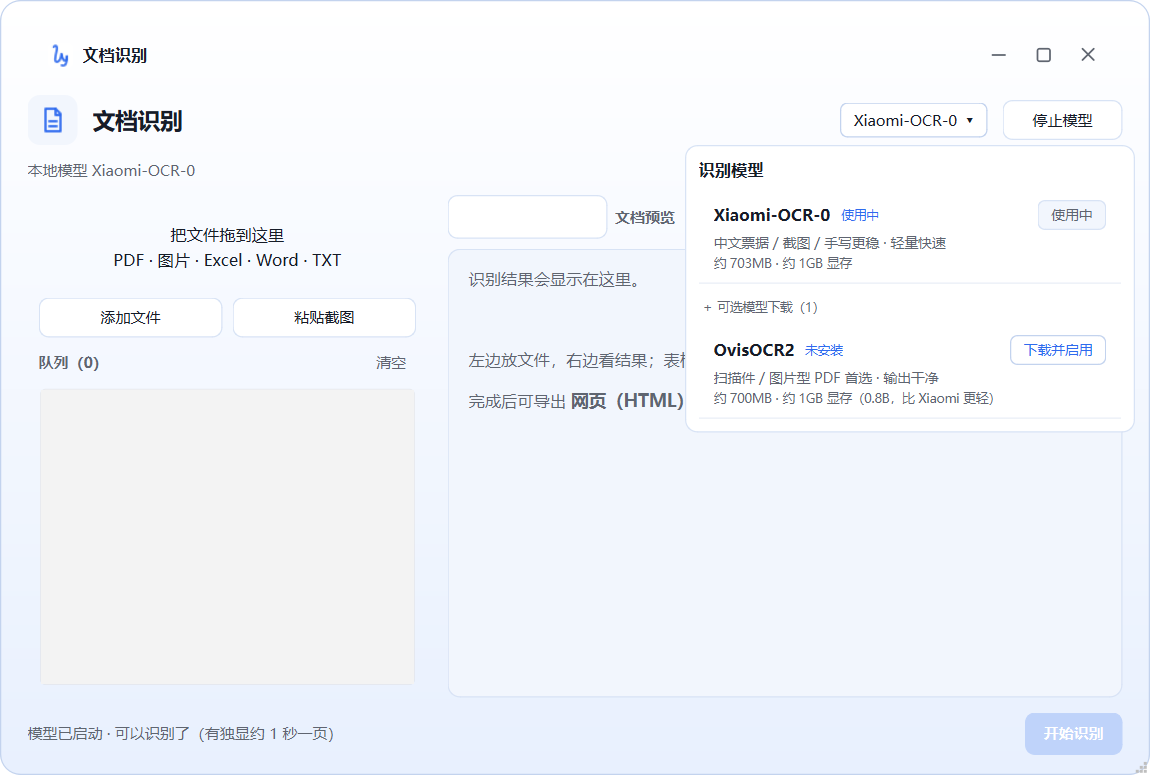 文档识别
文档识别
Xiaomi-OCR-0
停止模型
本地模型 Xiaomi-OCR-0
把文件拖到这里
PDF · 图片 · Excel · Word · TXT
添加文件
粘贴截图
队列（0）
清空
文档预览
识别结果会显示在这里。
左边放文件，右边看结果；表
完成后可导出 网页（HTML）
识别模型
Xiaomi-OCR-0 使用中
使用中
中文票据 / 截图 / 手写更稳 · 轻量快速
约 703MB · 约 1GB 显存
+ 可选模型下载（1）
OvisOCR2 未安装
下载并启用
扫描件 / 图片型 PDF 首选 · 输出干净
约 700MB · 约 1GB 显存（0.8B，比 Xiaomi 更轻）
模型已启动 · 可以识别了（有独显约 1 秒一页）
开始识别